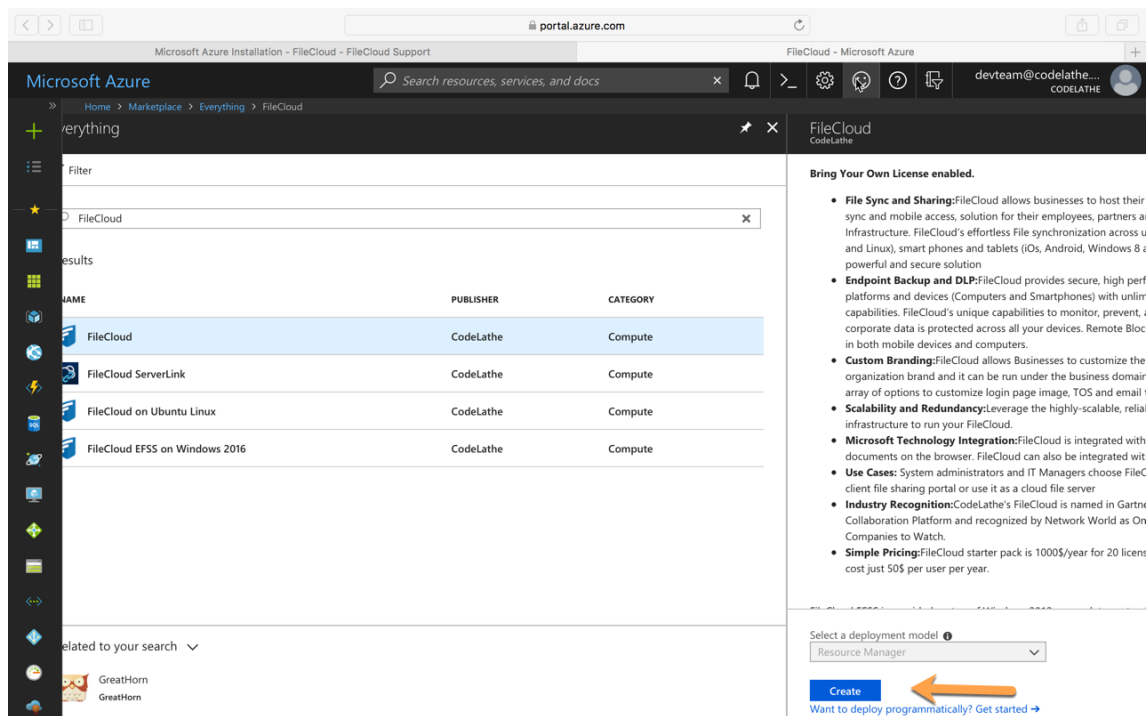 portal.azure.com
Microsoft Azure Installation - FileCloud - FileCloud Support
FileCloud - Microsoft Azure
Microsoft Azure
Search resources, services, and docs
devteam@codelathe....
CODELATHE
Home > Marketplace > Everything > FileCloud
verything
Filter
FileCloud
esults
NAME PUBLISHER CATEGORY
FileCloud CodeLathe Compute
FileCloud ServerLink CodeLathe Compute
FileCloud on Ubuntu Linux CodeLathe Compute
FileCloud EFSS on Windows 2016 CodeLathe Compute
elated to your search
GreatHorn
GreatHorn
FileCloud
CodeLathe
Bring Your Own License enabled.
File Sync and Sharing:FileCloud allows businesses to host their
sync and mobile access, solution for their employees, partners a
Infrastructure. FileCloud's effortless File synchronization across u
and Linux), smart phones and tablets (iOs, Android, Windows 8 a
powerful and secure solution
Endpoint Backup and DLP:FileCloud provides secure, high perf
platforms and devices (Computers and Smartphones) with unlim
capabilities. FileCloud's unique capabilities to monitor, prevent, a
corporate data is protected across all your devices. Remote Bloc
in both mobile devices and computers.
Custom Branding:FileCloud allows Businesses to customize the
organization brand and it can be run under the business domain
array of options to customize login page image, TOS and email t
Scalability and Redundancy:Leverage the highly-scalable, relia
infrastructure to run your FileCloud.
Microsoft Technology Integration:FileCloud is integrated with
documents on the browser. FileCloud can also be integrated wit
Use Cases: System administrators and IT Managers choose FileC
client file sharing portal or use it as a cloud file server
Industry Recognition:CodeLathe's FileCloud is named in Gartne
Collaboration Platform and recognized by Network World as On
Companies to Watch.
Simple Pricing:FileCloud starter pack is 1000$/year for 20 licens
cost just 50$ per user per year.
Select a deployment model
Resource Manager
Create
Want to deploy programmatically? Get started →